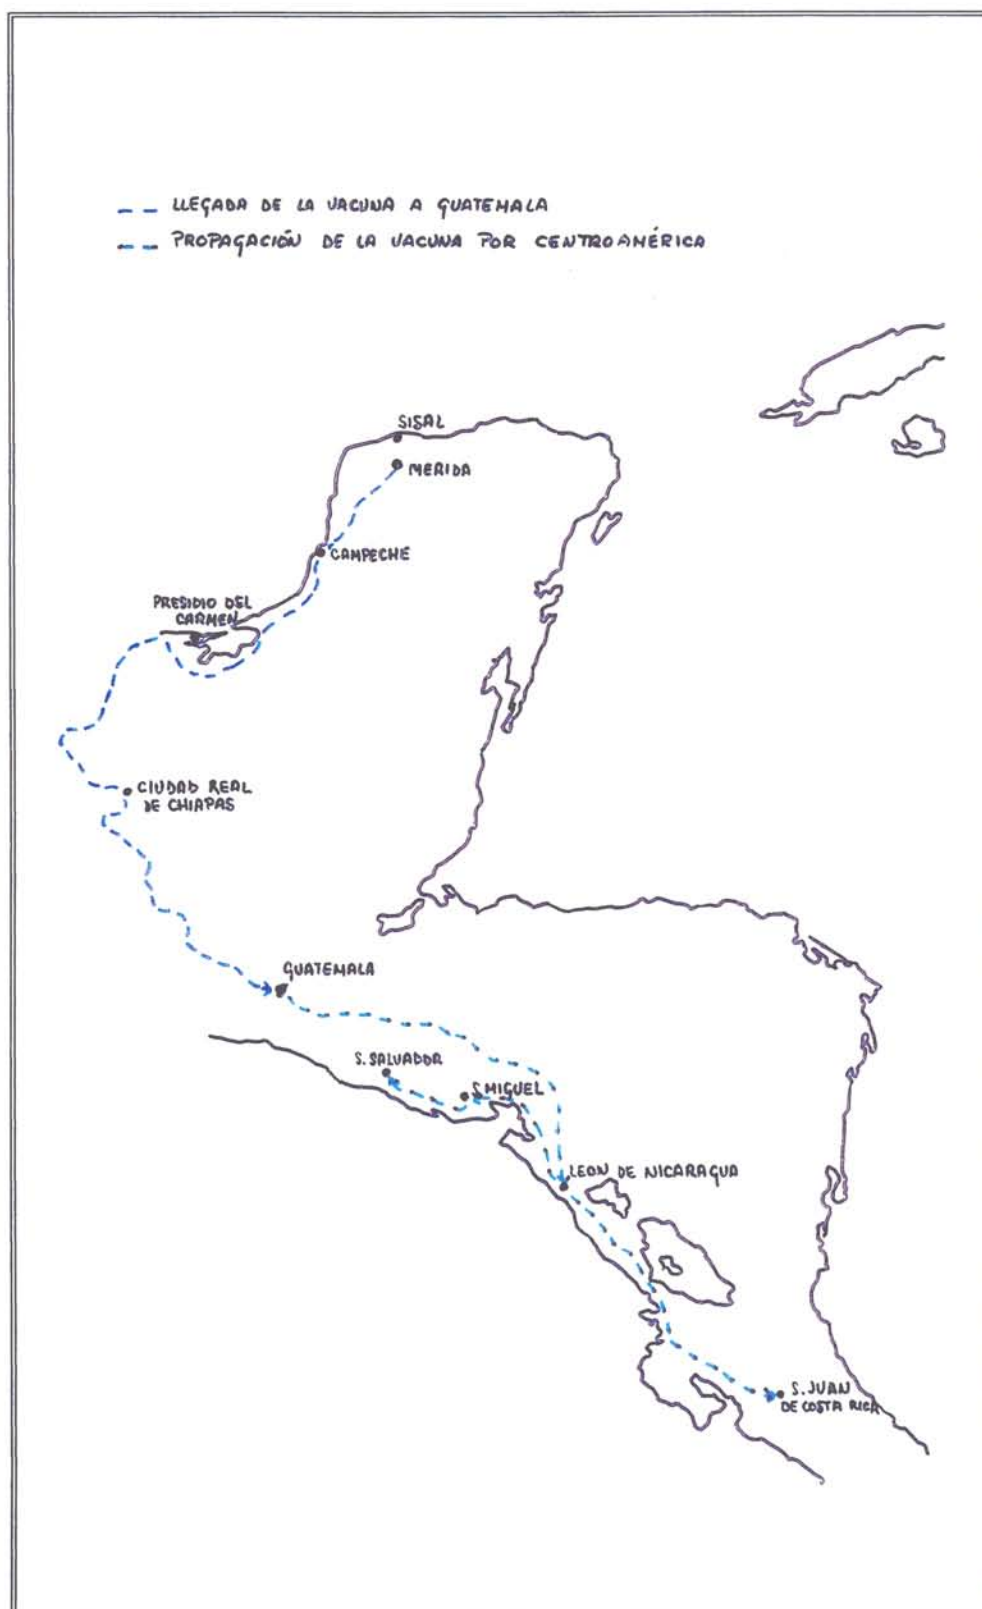 LLEGADA DE LA VACUNA A GUATEMALA
PROPAGACIÓN DE LA VACUNA POR CENTROAMÉRICA
SISAL
MERIDA
CAMPECHE
PRESIDIO DEL
CARMEN
CIUDAD REAL
DE CHIAPAS
GUATEMALA
S. SALVADOR
S MIGUEL
LEON DE NICARAGUA
S. JUAN
DE COSTA RICA